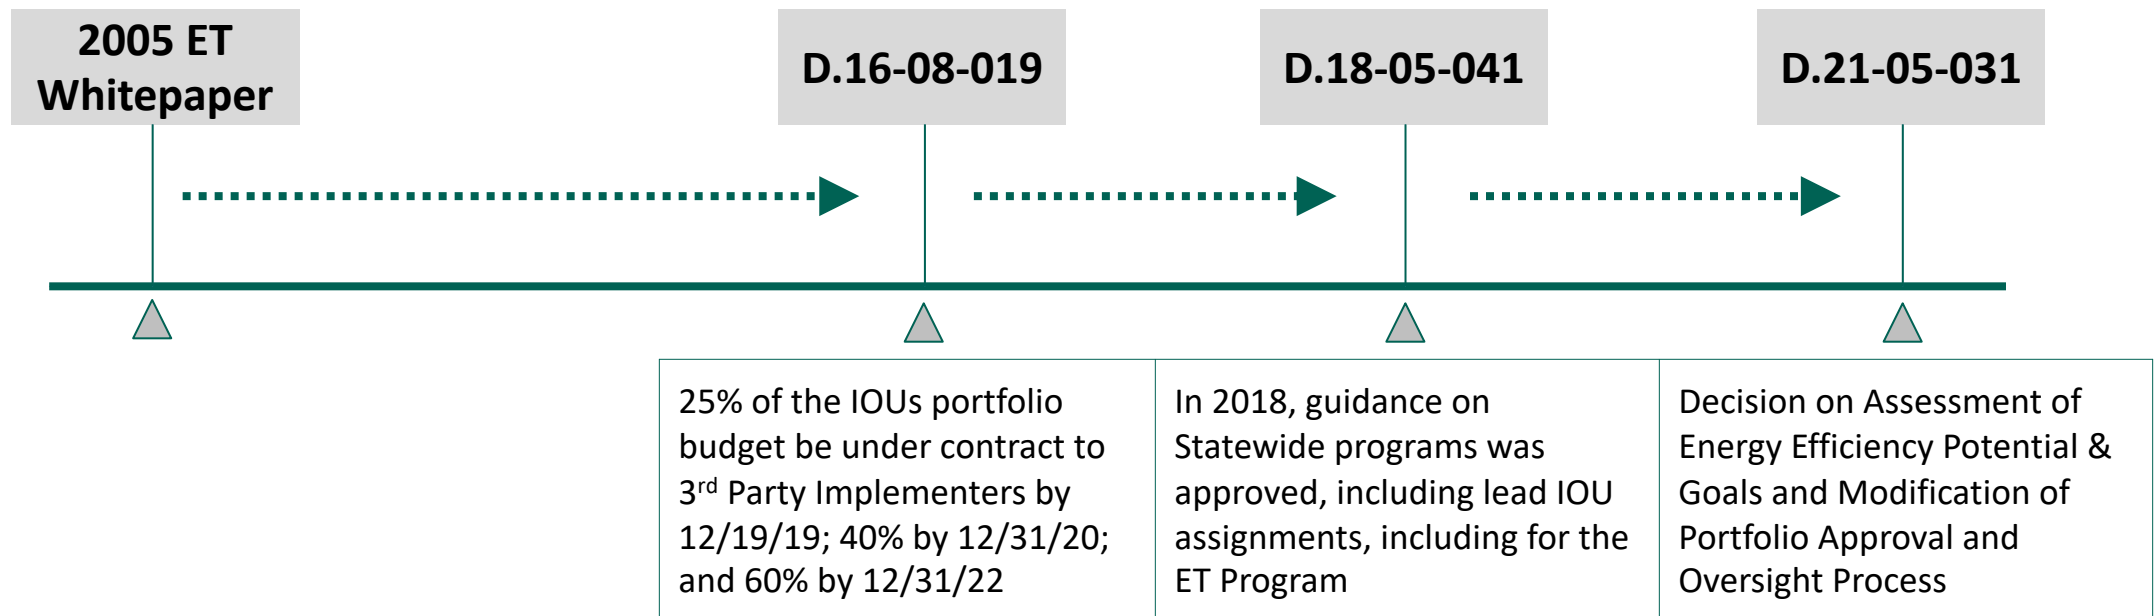 2005 ET
Whitepaper
D.16-08-019
D.18-05-041
D.21-05-031
25% of the IOUs portfolio
budget be under contract to
3rd Party Implementers by
12/19/19; 40% by 12/31/20;
and 60% by 12/31/22
In 2018, guidance on
Statewide programs was
approved, including lead IOU
assignments, including for the
ET Program
Decision on Assessment of
Energy Efficiency Potential &
Goals and Modification of
Portfolio Approval and
Oversight Process